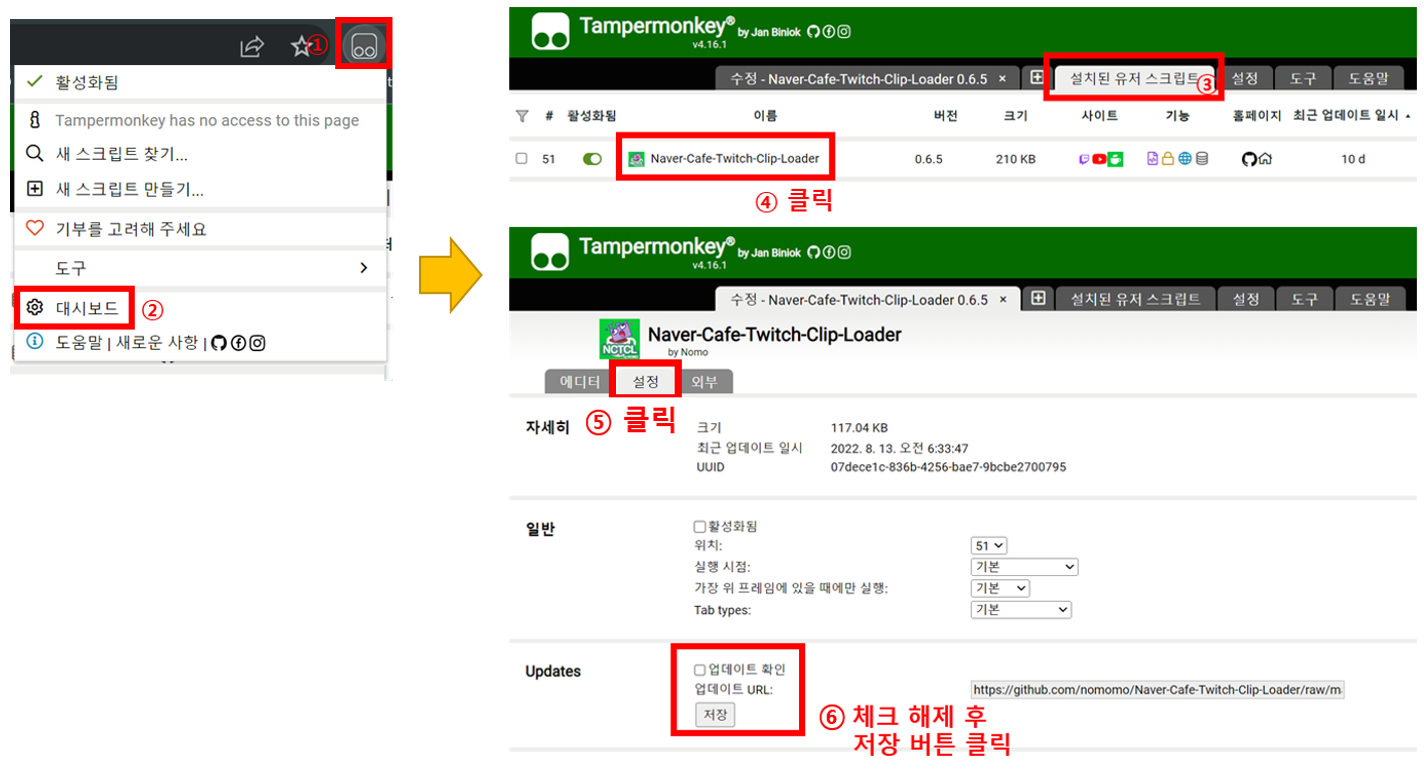 ①
활성화됨
Tampermonkey has no access to this page
새 스크립트 찾기...
새 스크립트 만들기...
기부를 고려해 주세요
도구
대시보드 ②
도움말 | 새로운 사항 |
Tampermonkey® by Jan Biniok
v4.16.1
수정 - Naver-Cafe-Twitch-Clip-Loader 0.6.5 × 설치된 유저 스크립트 ③ 설정 도구 도움말
# 활성화됨 이름 버전 크기 사이트 기능 홈페이지 최근 업데이트 일시
51 Naver-Cafe-Twitch-Clip-Loader 0.6.5 210 KB 10 d
④ 클릭
Tampermonkey® by Jan Biniok
v4.16.1
수정 - Naver-Cafe-Twitch-Clip-Loader 0.6.5 × 설치된 유저 스크립트 설정 도구 도움말
NCTCL
Naver-Cafe-Twitch-Clip-Loader
by Nomo
에디터 설정 외부
⑤ 클릭
자세히 크기 117.04 KB
최근 업데이트 일시 2022. 8. 13. 오전 6:33:47
UUID 07dece1c-836b-4256-bae7-9bcbe2700795
일반 활성화됨
위치: 51
실행 시점: 기본
가장 위 프레임에 있을 때에만 실행: 기본
Tab types: 기본
Updates 업데이트 확인
업데이트 URL: https://github.com/nomomo/Naver-Cafe-Twitch-Clip-Loader/raw/m
저장
⑥ 체크 해제 후
저장 버튼 클릭